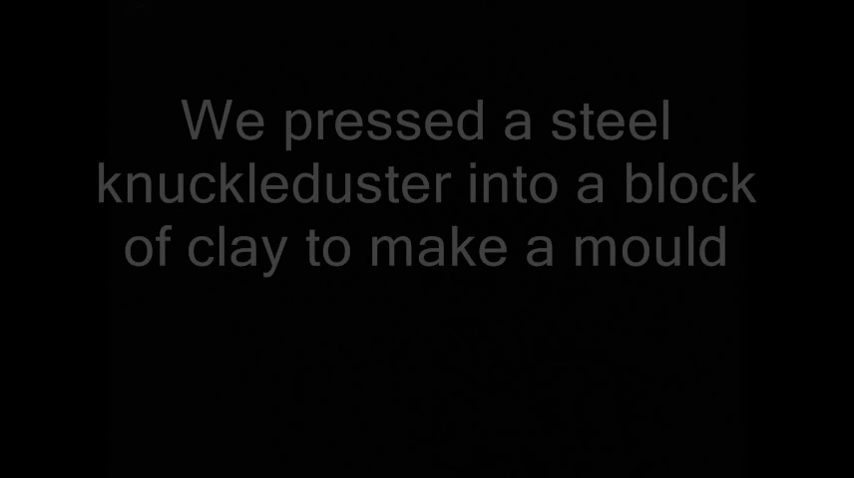 We pressed a steel
knuckleduster into a block
of clay to make a mould